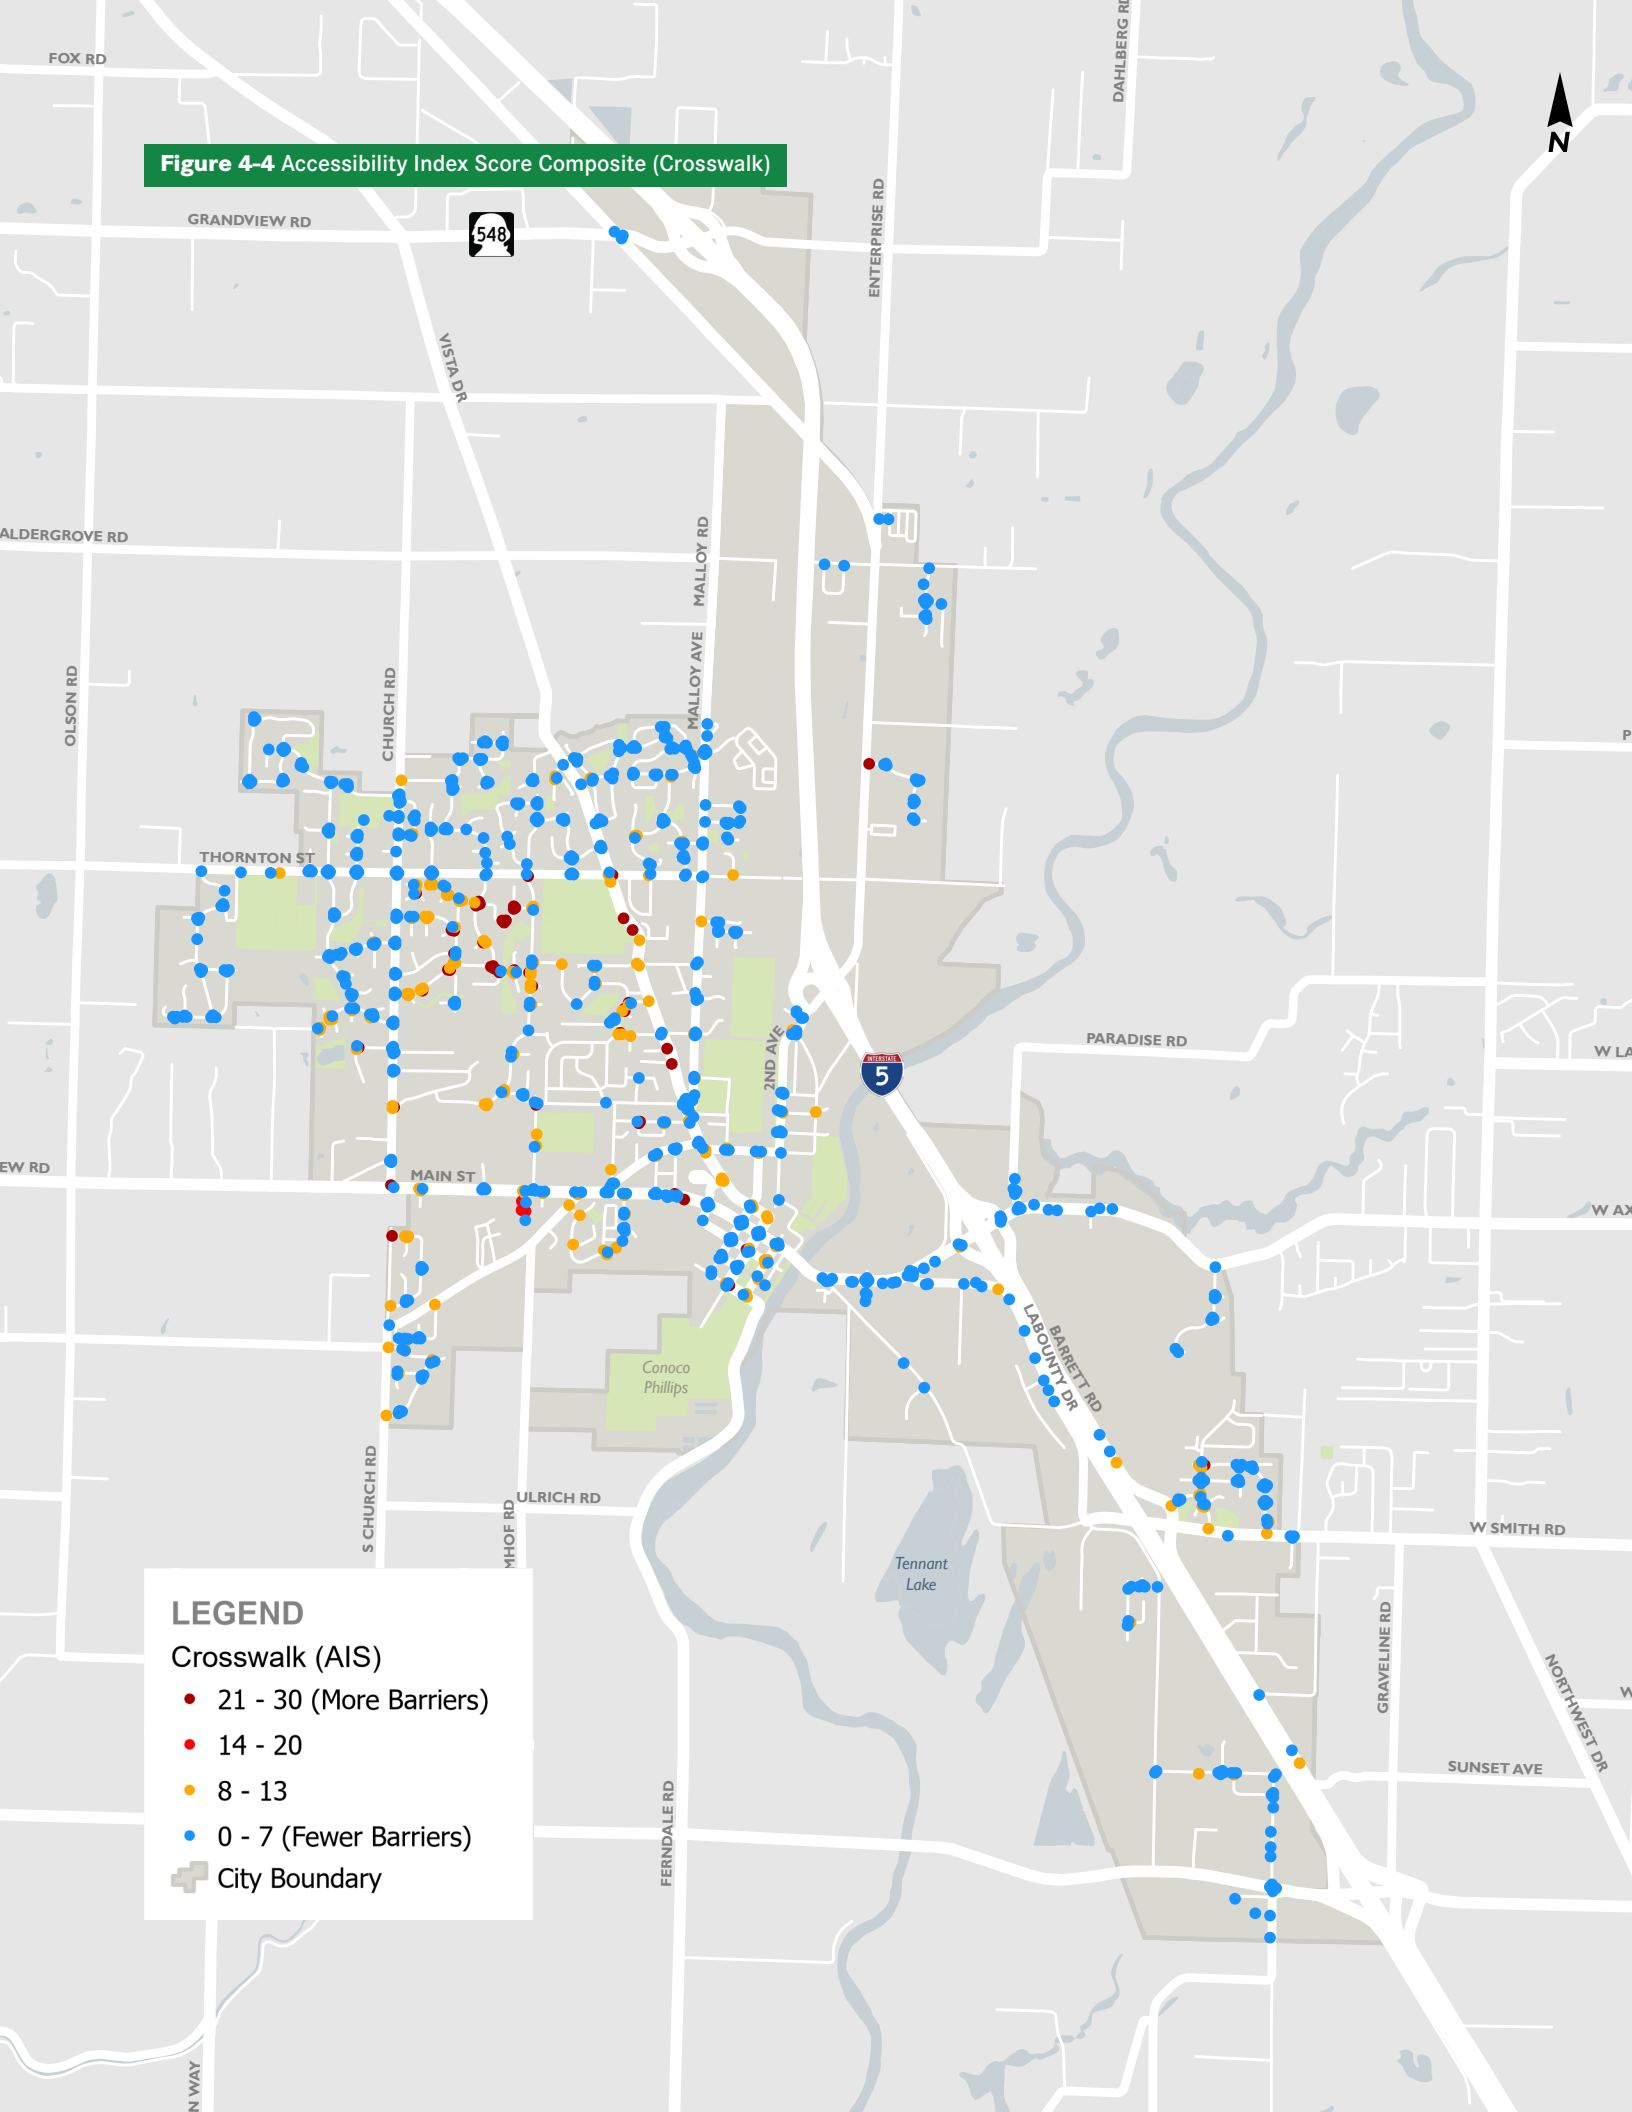 FOX RD
DAHLBERG RD
N
Figure 4-4 Accessibility Index Score Composite (Crosswalk)
GRANDVIEW RD
548
ENTERPRISE RD
VISTA DR
ALDERGROVE RD
MALLOY RD
MALLOY AVE
OLSON RD
CHURCH RD
P
THORNTON ST
2ND AVE
INTERSTATE
5
PARADISE RD
W LA
EW RD
MAIN ST
W AX
LABOUNTY DR
BARRETT RD
Conoco
Phillips
S CHURCH RD
ULRICH RD
MHOF RD
W SMITH RD
Tennant
Lake
GRAVELINE RD
NORTHWEST DR
W
SUNSET AVE
FERNDALE RD
LEGEND
Crosswalk (AIS)
21 - 30 (More Barriers)
14 - 20
8 - 13
0 - 7 (Fewer Barriers)
City Boundary
N WAY